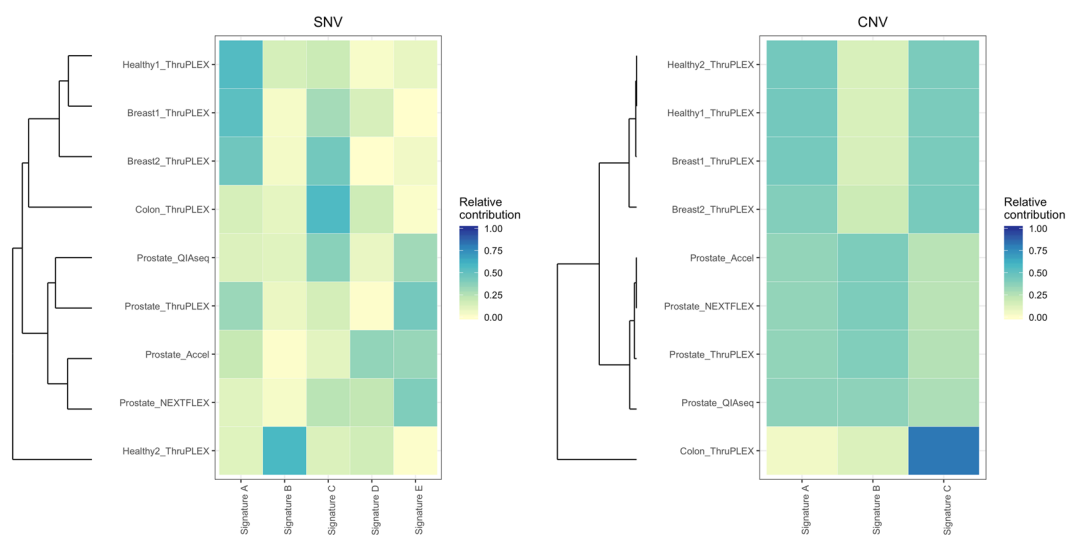 SNV
Healthy1_ThruPLEX
Breast1_ThruPLEX
Breast2_ThruPLEX
Colon_ThruPLEX
Prostate_QIAseq
Prostate_ThruPLEX
Prostate_Accel
Prostate_NEXTFLEX
Healthy2_ThruPLEX
Signature A
Signature B
Signature C
Signature D
Signature E
Relative
contribution
1.00
0.75
0.50
0.25
0.00
CNV
Healthy2_ThruPLEX
Healthy1_ThruPLEX
Breast1_ThruPLEX
Breast2_ThruPLEX
Prostate_Accel
Prostate_NEXTFLEX
Prostate_ThruPLEX
Prostate_QIAseq
Colon_ThruPLEX
Signature A
Signature B
Signature C
Relative
contribution
1.00
0.75
0.50
0.25
0.00